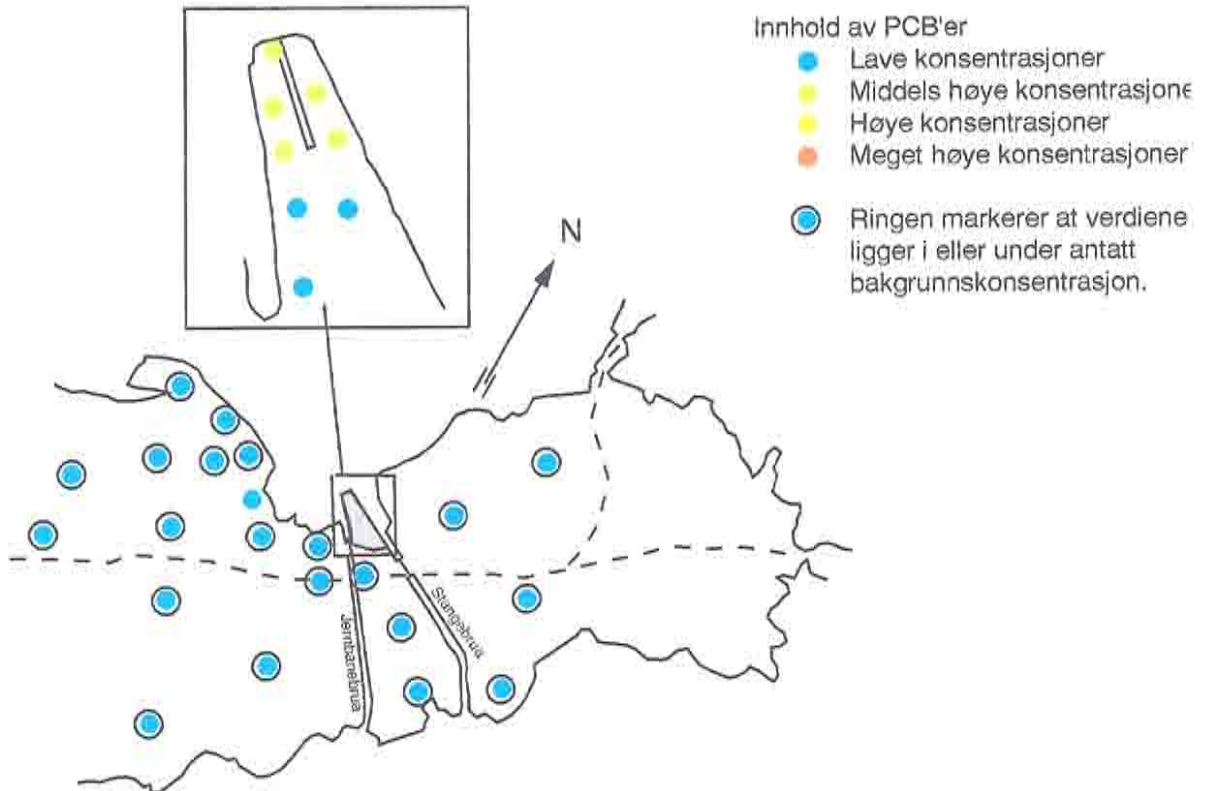 Innhold av PCB'er
Lave konsentrasjoner
Middels høye konsentrasjone
Høye konsentrasjoner
Meget høye konsentrasjoner
Ringen markerer at verdiene
ligger i eller under antatt
bakgrunnskonsentrasjon.
N
Stangebrua
Jernbanebrua